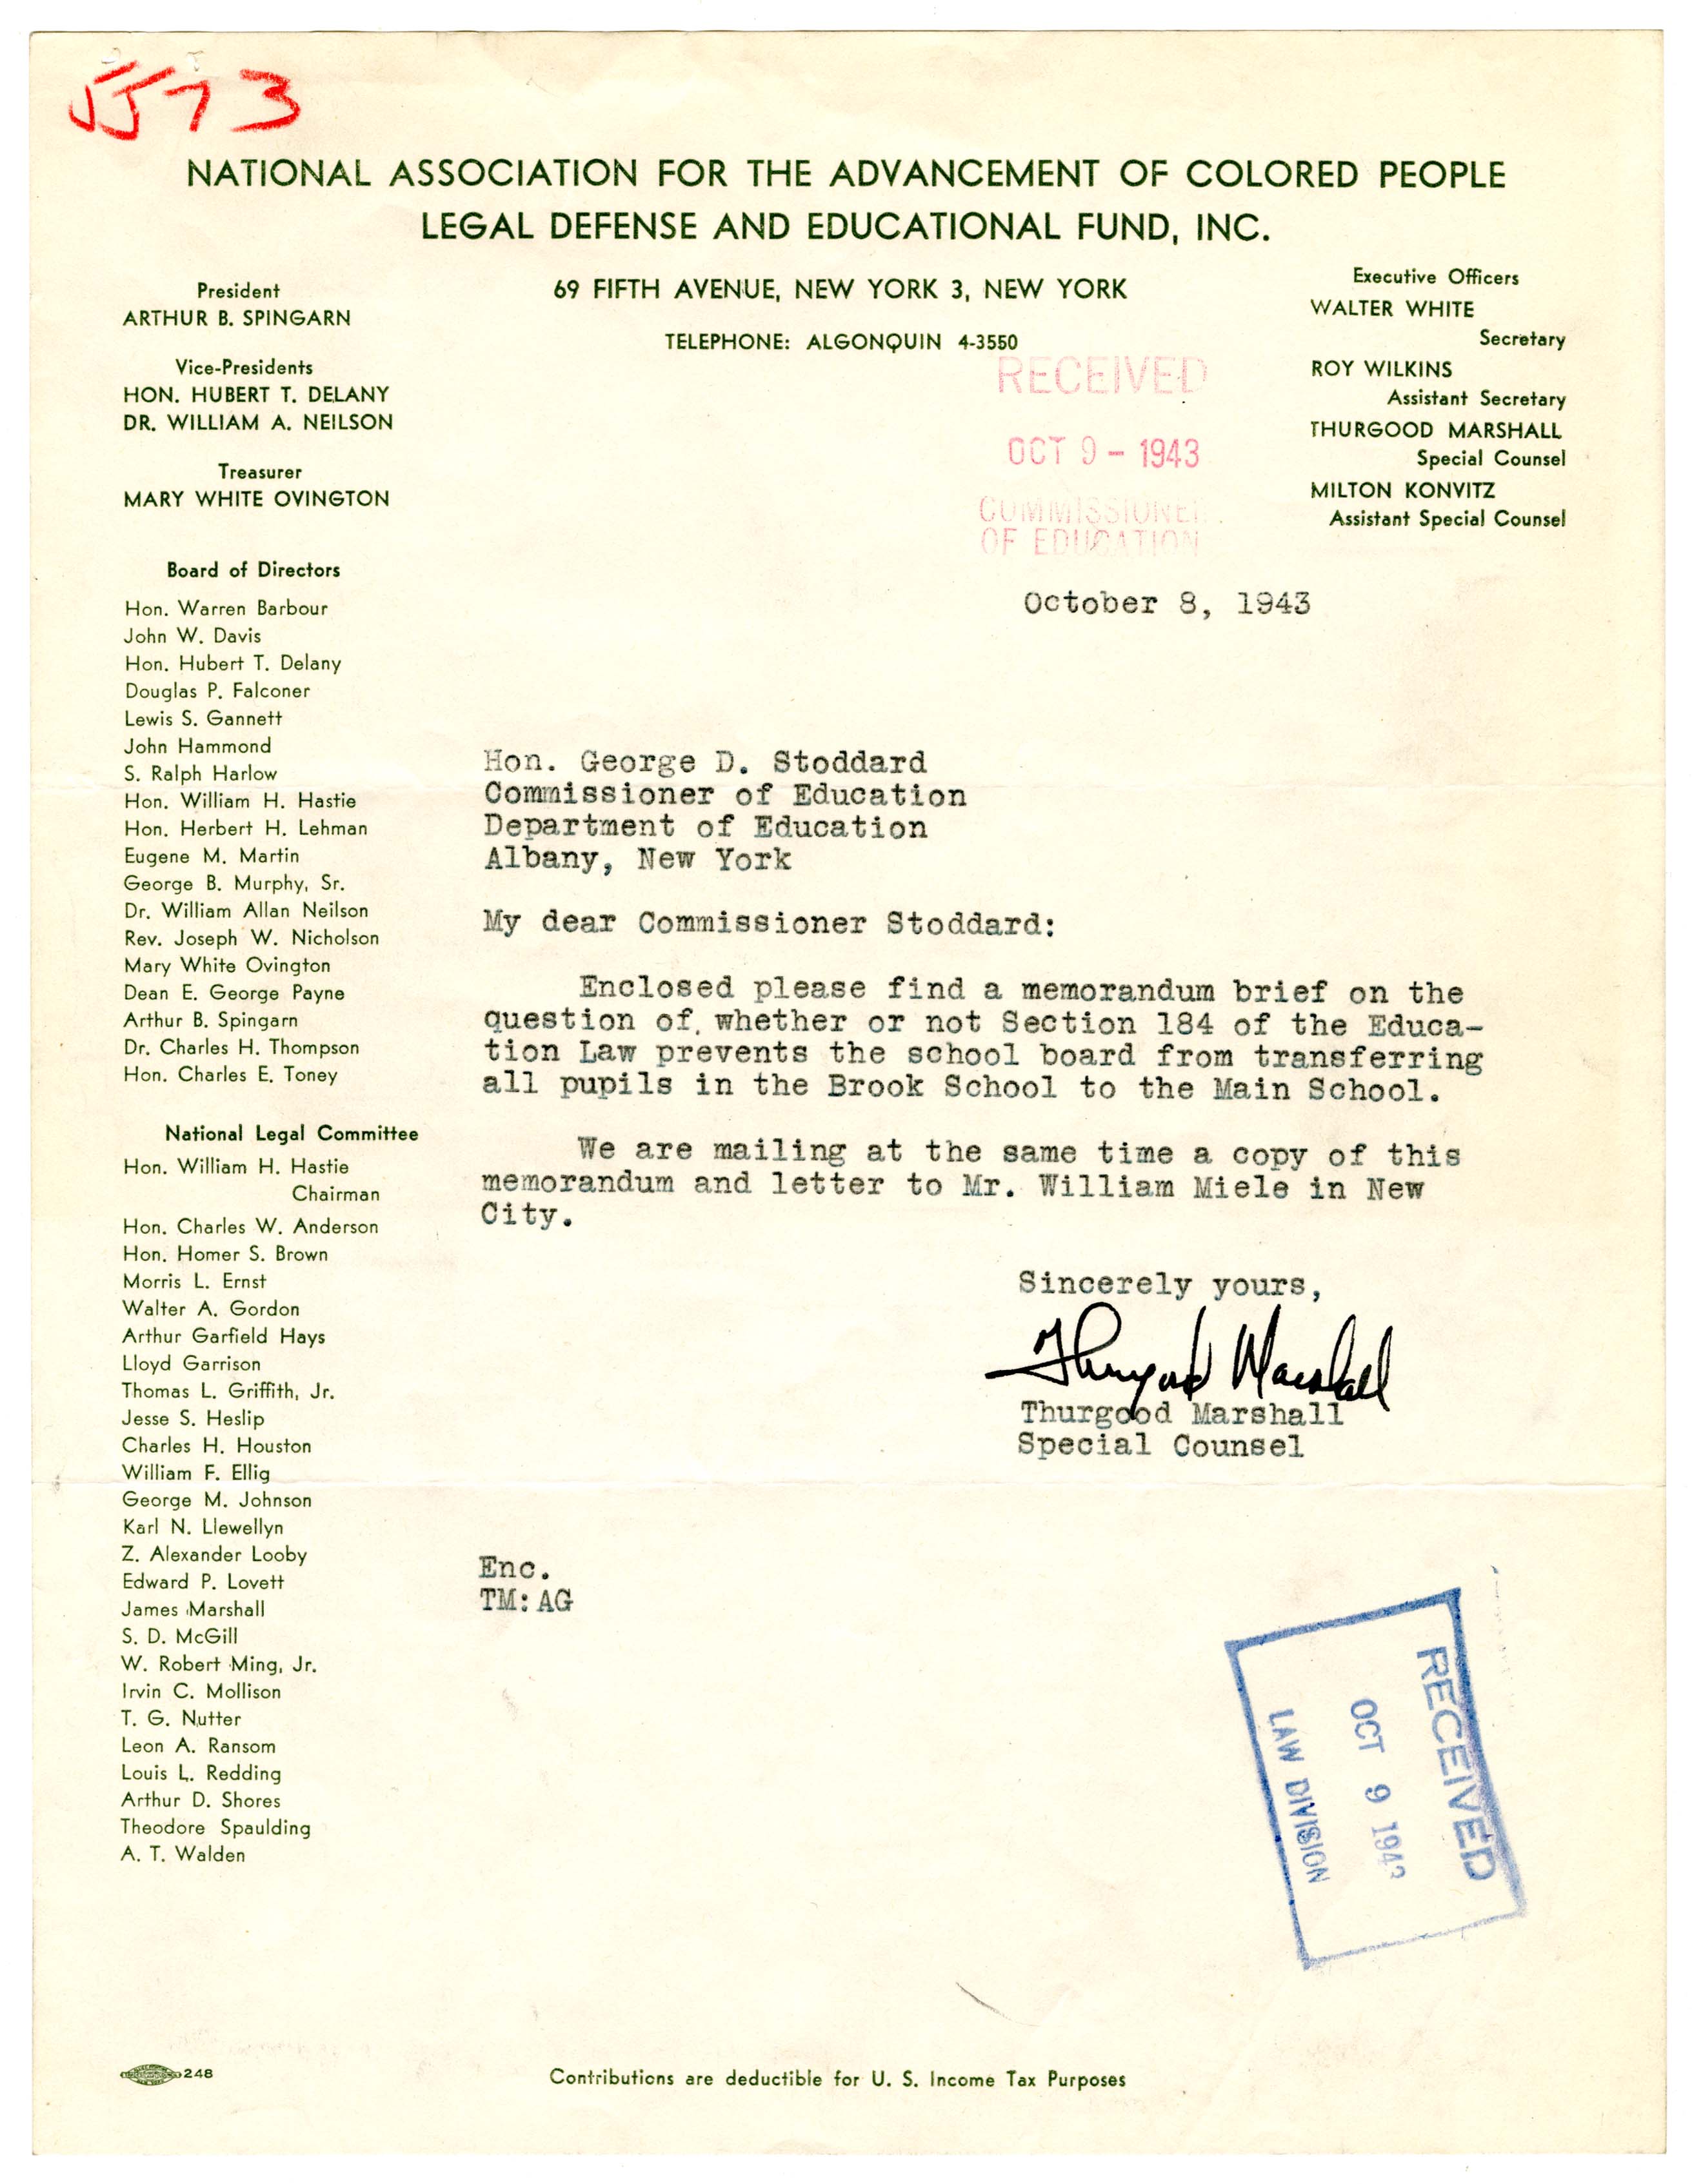 5573
NATIONAL ASSOCIATION FOR THE ADVANCEMENT OF COLORED PEOPLE
LEGAL DEFENSE AND EDUCATIONAL FUND, INC.
69 FIFTH AVENUE, NEW YORK 3, NEW YORK
TELEPHONE: ALGONQUIN 4-3550
President
ARTHUR B. SPINGARN
Vice-Presidents
HON. HUBERT T. DELANY
DR. WILLIAM A. NEILSON
Treasurer
MARY WHITE OVINGTON
Executive Officers
WALTER WHITE
Secretary
ROY WILKINS
Assistant Secretary
THURGOOD MARSHALL
Special Counsel
MILTON KONVITZ
Assistant Special Counsel
RECEIVED
OCT 9 - 1943
COMMISSIONER
OF EDUCATION
Board of Directors
Hon. Warren Barbour
John W. Davis
Hon. Hubert T. Delany
Douglas P. Falconer
Lewis S. Gannett
John Hammond
S. Ralph Harlow
Hon. William H. Hastie
Hon. Herbert H. Lehman
Eugene M. Martin
George B. Murphy, Sr.
Dr. William Allan Neilson
Rev. Joseph W. Nicholson
Mary White Ovington
Dean E. George Payne
Arthur B. Spingarn
Dr. Charles H. Thompson
Hon. Charles E. Toney
National Legal Committee
Hon. William H. Hastie
Chairman
Hon. Charles W. Anderson
Hon. Homer S. Brown
Morris L. Ernst
Walter A. Gordon
Arthur Garfield Hays
Lloyd Garrison
Thomas L. Griffith, Jr.
Jesse S. Heslip
Charles H. Houston
William F. Ellig
George M. Johnson
Karl N. Llewellyn
Z. Alexander Looby
Edward P. Lovett
James Marshall
S. D. McGill
W. Robert Ming, Jr.
Irvin C. Mollison
T. G. Nutter
Leon A. Ransom
Louis L. Redding
Arthur D. Shores
Theodore Spaulding
A. T. Walden
October 8, 1943
Hon. George D. Stoddard
Commissioner of Education
Department of Education
Albany, New York
My dear Commissioner Stoddard:
Enclosed please find a memorandum brief on the
question of whether or not Section 184 of the Educa-
tion Law prevents the school board from transferring
all pupils in the Brook School to the Main School.
We are mailing at the same time a copy of this
memorandum and letter to Mr. William Miele in New
City.
Sincerely yours,
Thurgood Marshall
Thurgood Marshall
Special Counsel
Enc.
TM:AG
RECEIVED
OCT 9 1943
LAW DIVISION
248
Contributions are deductible for U. S. Income Tax Purposes